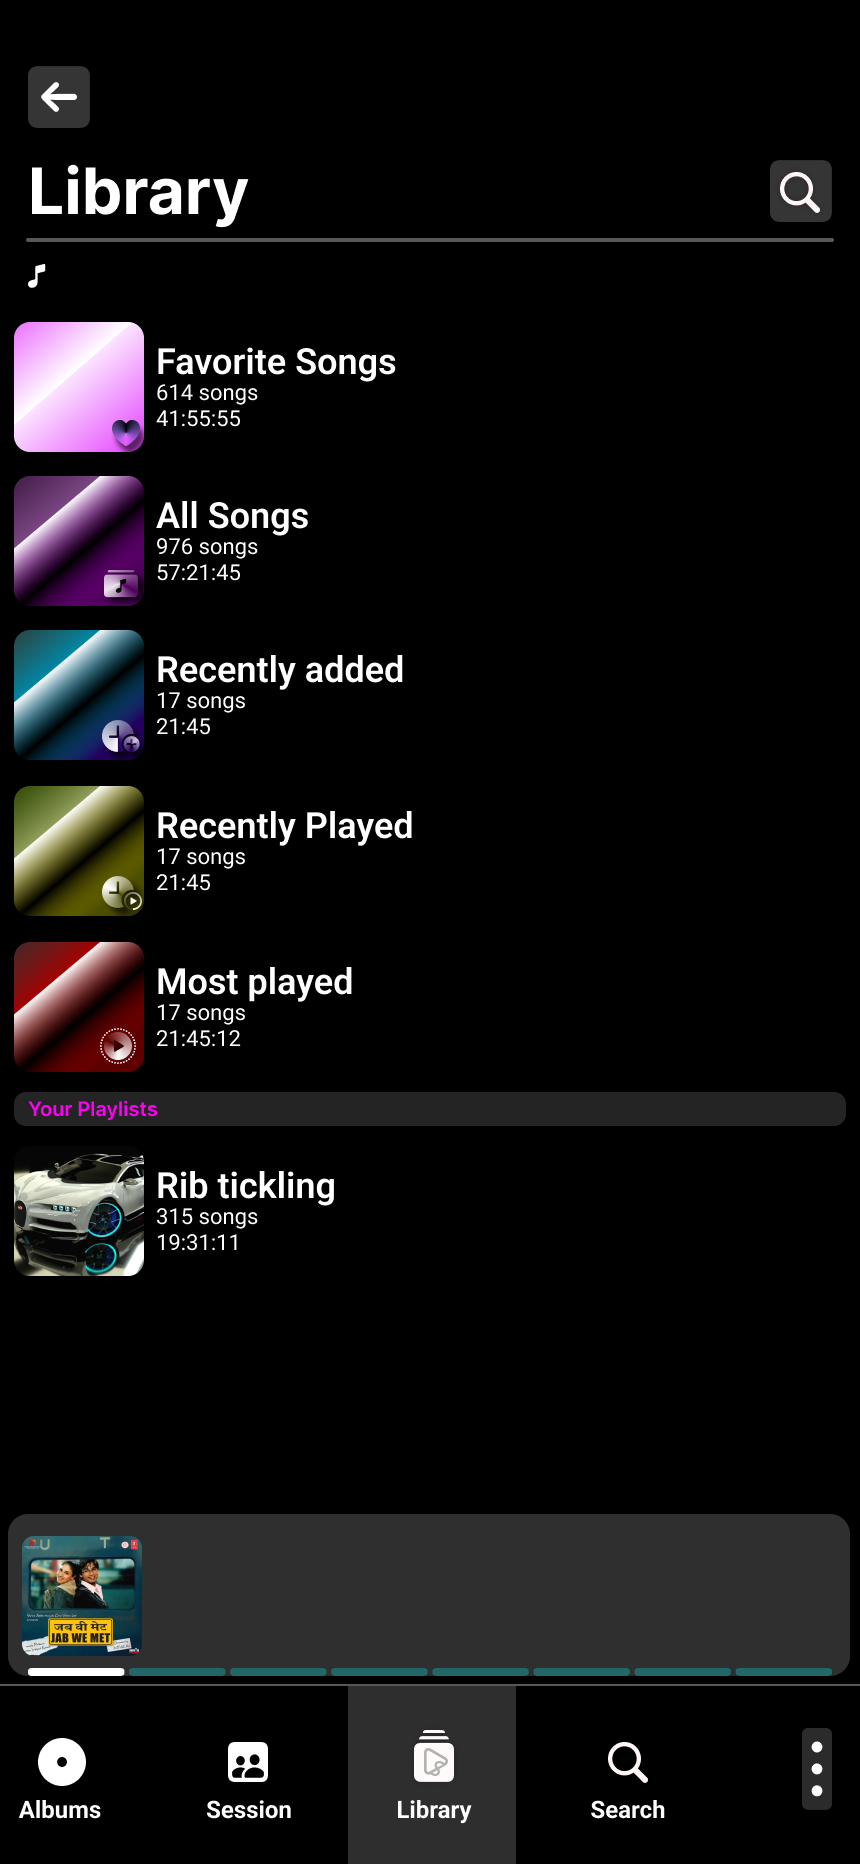 Library
Favorite Songs
614 songs
41:55:55
All Songs
976 songs
57:21:45
Recently added
17 songs
21:45
Recently Played
17 songs
21:45
Most played
17 songs
21:45:12
Your Playlists
Rib tickling
315 songs
19:31:11
जब वी मेट
JAB WE MET
Albums
Session
Library
Search